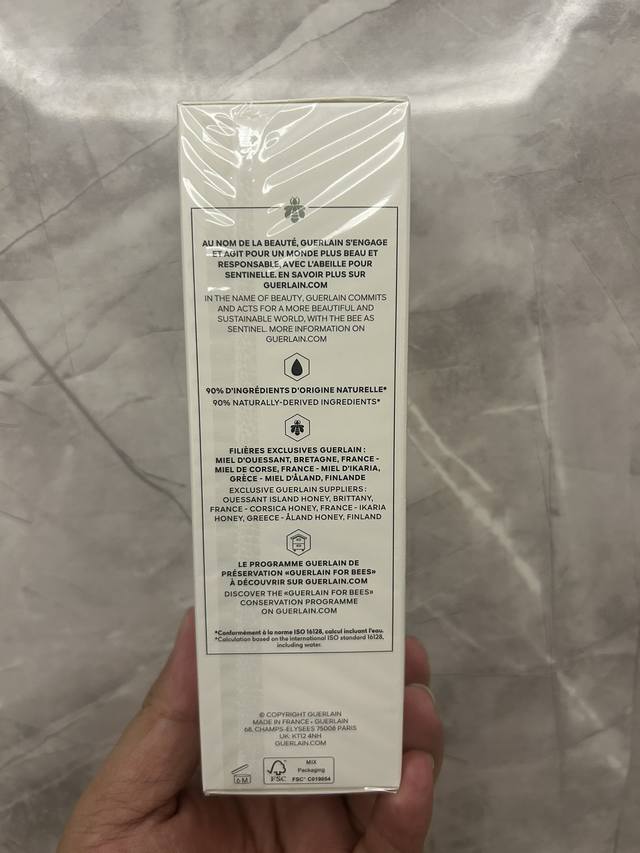 AU NOM DE LA BEAUTÉ, GUERLAIN S'ENGAGE
ET AGIT POUR UN MONDE PLUS BEAU ET
RESPONSABLE, AVEC L'ABEILLE POUR
SENTINELLE. EN SAVOIR PLUS SUR
GUERLAIN.COM
IN THE NAME OF BEAUTY, GUERLAIN COMMITS
AND ACTS FOR A MORE BEAUTIFUL AND
SUSTAINABLE WORLD, WITH THE BEE AS
SENTINEL. MORE INFORMATION ON
GUERLAIN.COM
90% D'INGRÉDIENTS D'ORIGINE NATURELLE*
90% NATURALLY-DERIVED INGREDIENTS*
FILIÈRES EXCLUSIVES GUERLAIN :
MIEL D'OUESSANT, BRETAGNE, FRANCE -
MIEL DE CORSE, FRANCE - MIEL D'IKARIA,
GRÈCE - MIEL D'ÅLAND, FINLANDE
EXCLUSIVE GUERLAIN SUPPLIERS :
OUESSANT ISLAND HONEY, BRITTANY,
FRANCE - CORSICA HONEY, FRANCE - IKARIA
HONEY, GREECE - ÅLAND HONEY, FINLAND
LE PROGRAMME GUERLAIN DE
PRÉSERVATION «GUERLAIN FOR BEES»
À DÉCOUVRIR SUR GUERLAIN.COM
DISCOVER THE «GUERLAIN FOR BEES»
CONSERVATION PROGRAMME
ON GUERLAIN.COM
*Conformément à la norme ISO 16128, calcul incluant l'eau.
*Calculation based on the international ISO standard 16128,
including water.
© COPYRIGHT GUERLAIN
MADE IN FRANCE • GUERLAIN
68, CHAMPS-ELYSEES 75008 PARIS
UK: KT12 4NH
GUERLAIN.COM
6M
FSC
MIX
Packaging
FSC® C019854